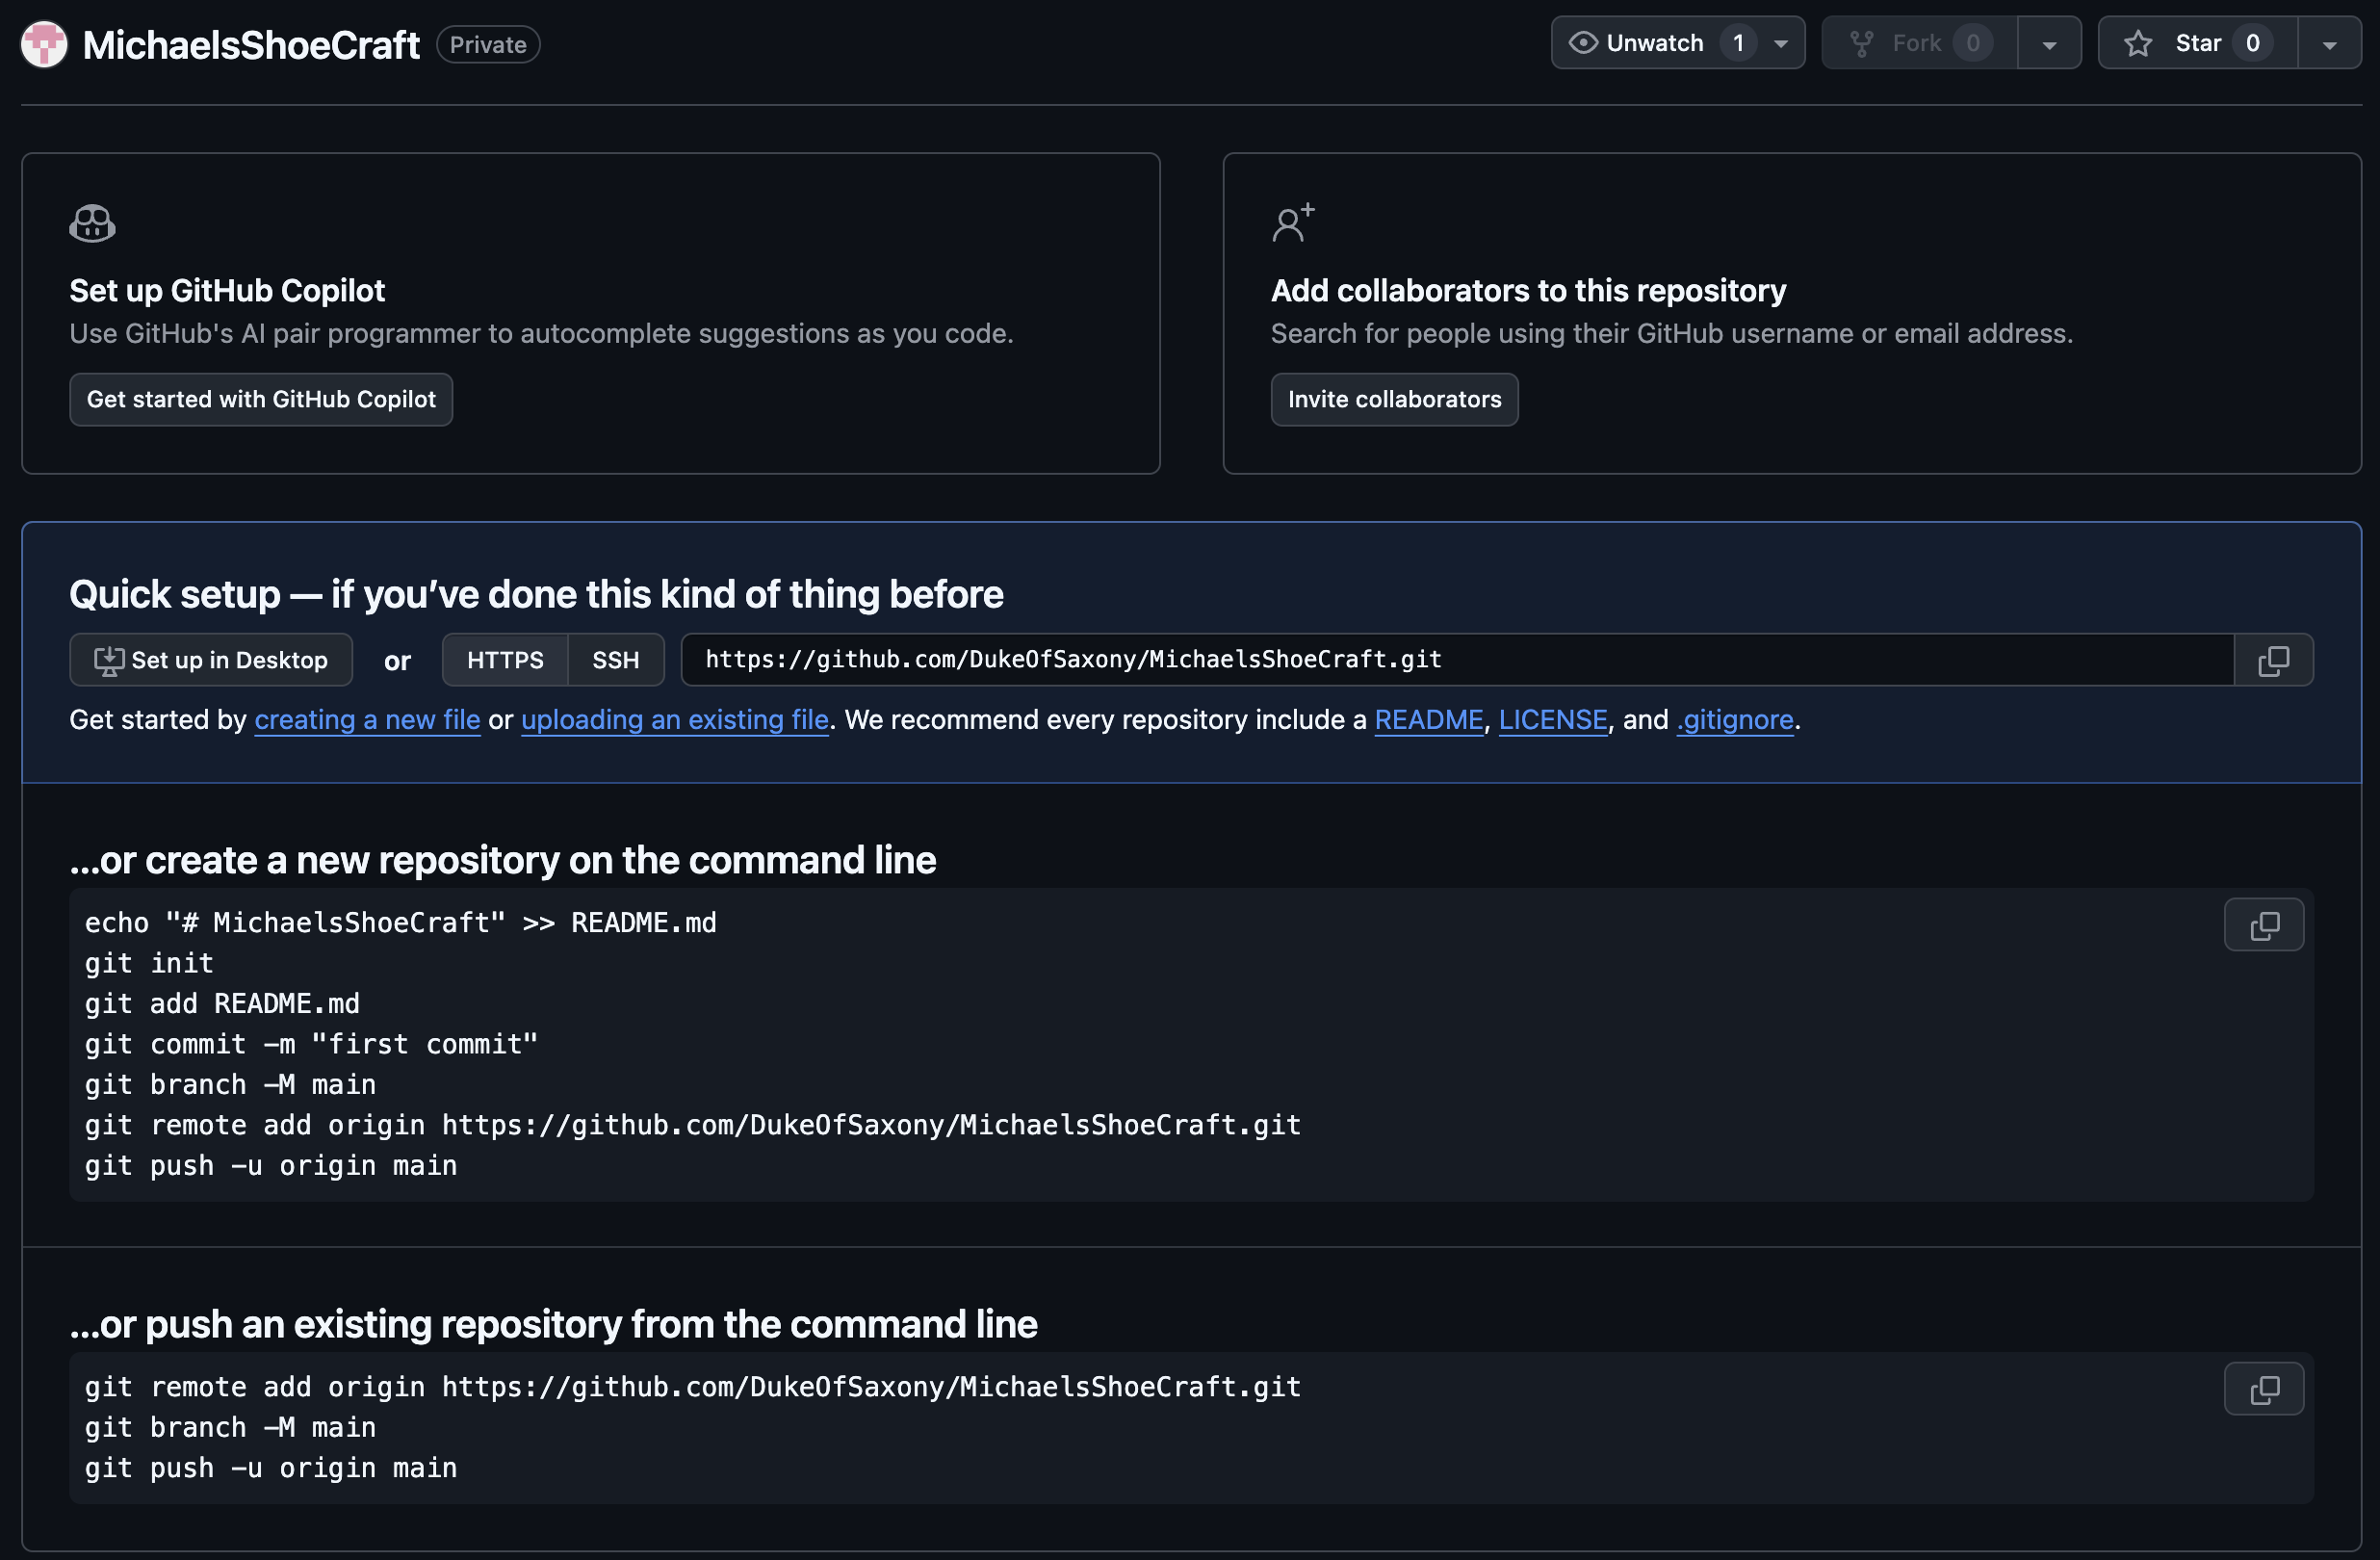 MichaelsShoeCraft Private Unwatch 1 Fork 0 Star 0
Set up GitHub Copilot
Use GitHub's AI pair programmer to autocomplete suggestions as you code.
Get started with GitHub Copilot
Add collaborators to this repository
Search for people using their GitHub username or email address.
Invite collaborators
Quick setup — if you’ve done this kind of thing before
Set up in Desktop or HTTPS SSH https://github.com/DukeOfSaxony/MichaelsShoeCraft.git
Get started by creating a new file or uploading an existing file. We recommend every repository include a README, LICENSE, and .gitignore.
…or create a new repository on the command line
echo "# MichaelsShoeCraft" >> README.md
git init
git add README.md
git commit -m "first commit"
git branch -M main
git remote add origin https://github.com/DukeOfSaxony/MichaelsShoeCraft.git
git push -u origin main
…or push an existing repository from the command line
git remote add origin https://github.com/DukeOfSaxony/MichaelsShoeCraft.git
git branch -M main
git push -u origin main